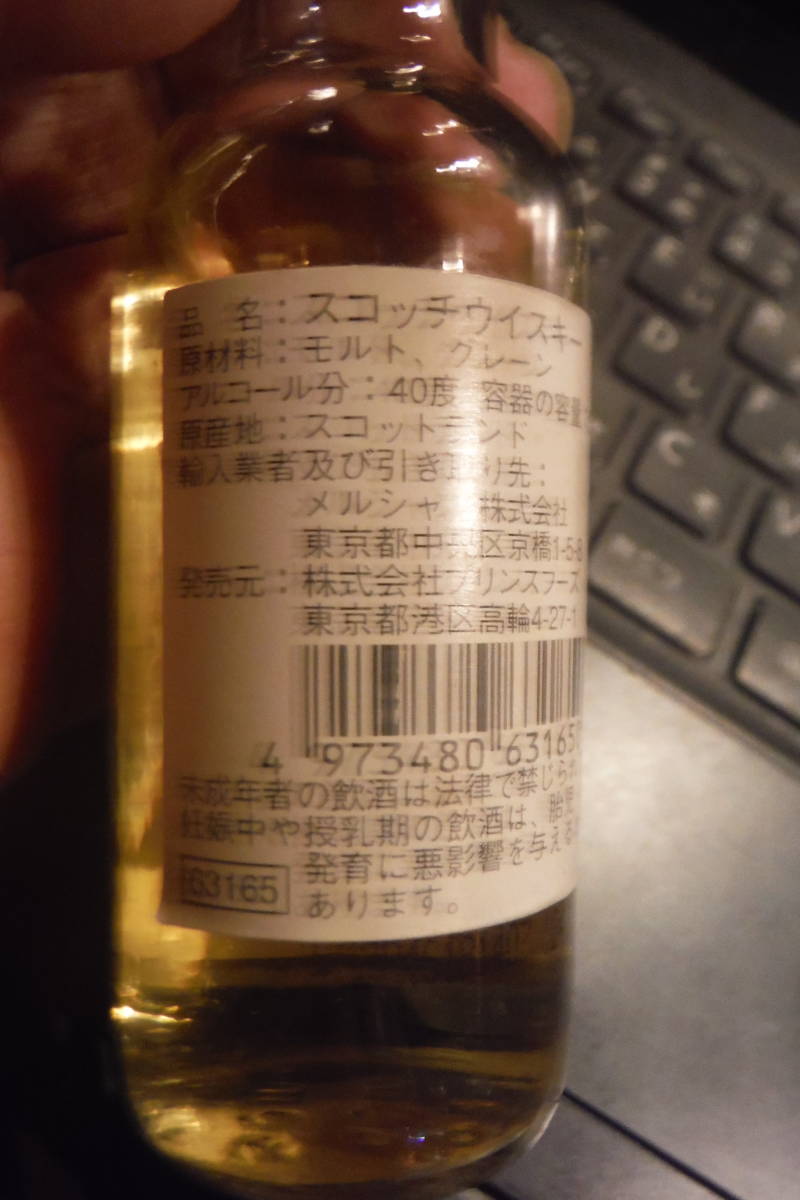 品 名：スコッチウイスキー
原材料：モルト、グレーン
アルコール分：40度 容器の容量
原産地：スコットランド
輸入業者及び引き取り先：
メルシャン株式会社
東京都中央区京橋1-5-8
発売元：株式会社プリンスフーズ
東京都港区高輪4-27-1
4 973480 63165
未成年者の飲酒は法律で禁じら
妊娠中や授乳期の飲酒は、胎児
発育に悪影響を与える
63165
あります。